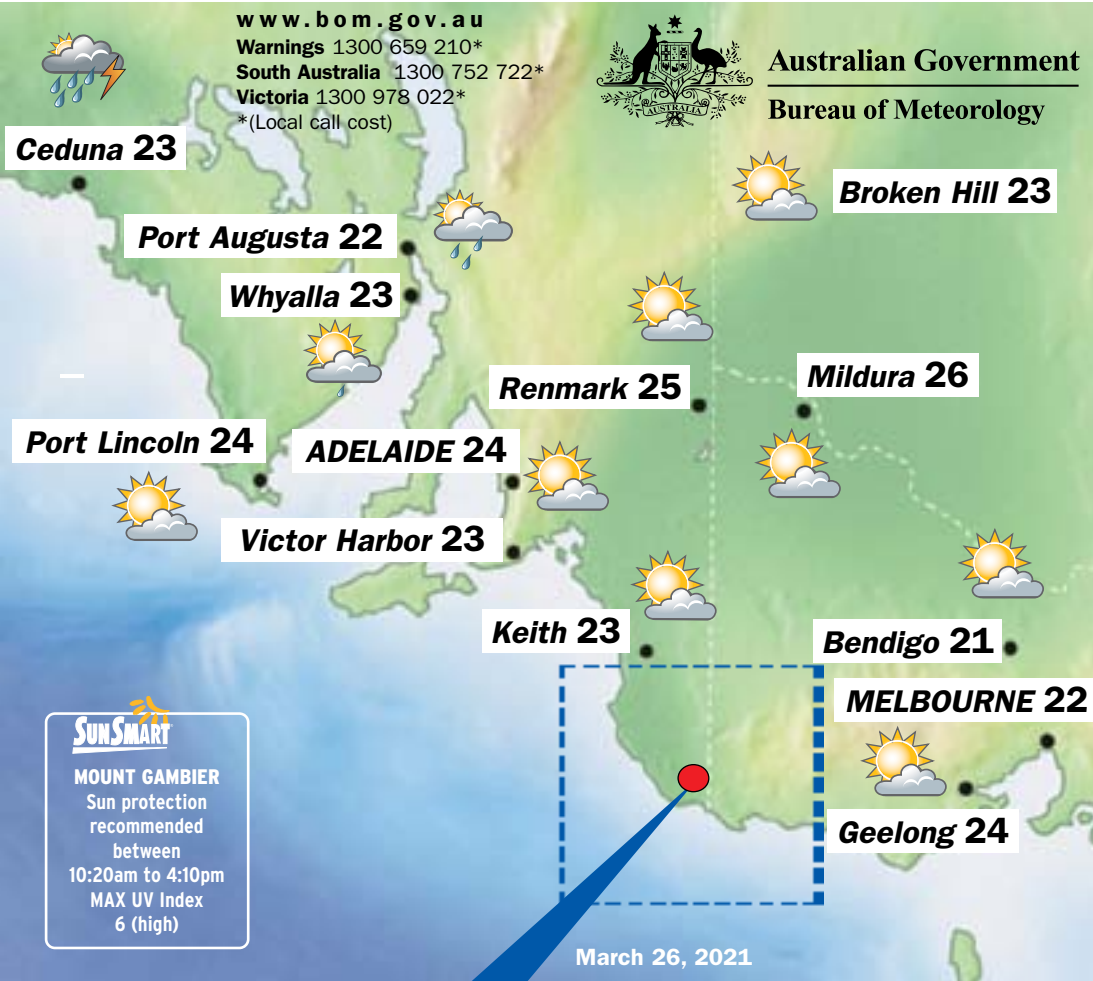 www.bom.gov.au
Warnings 1300 659 210*
South Australia 1300 752 722*
Victoria 1300 978 022*
*(Local call cost)
AUSTRALIA
Australian Government
Bureau of Meteorology
Ceduna 23
Broken Hill 23
Port Augusta 22
Whyalla 23
Renmark 25
Mildura 26
Port Lincoln 24
ADELAIDE 24
Victor Harbor 23
Keith 23
Bendigo 21
MELBOURNE 22
Geelong 24
SUNSMART
MOUNT GAMBIER
Sun protection
recommended
between
10:20am to 4:10pm
MAX UV Index
6 (high)
March 26, 2021